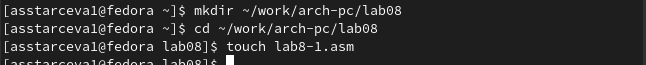 [asstarceva1@fedora ~]$ mkdir ~/work/arch-pc/lab08
[asstarceva1@fedora ~]$ cd ~/work/arch-pc/lab08
[asstarceva1@fedora lab08]$ touch lab8-1.asm
[asstarceva1@fedora lab08]$